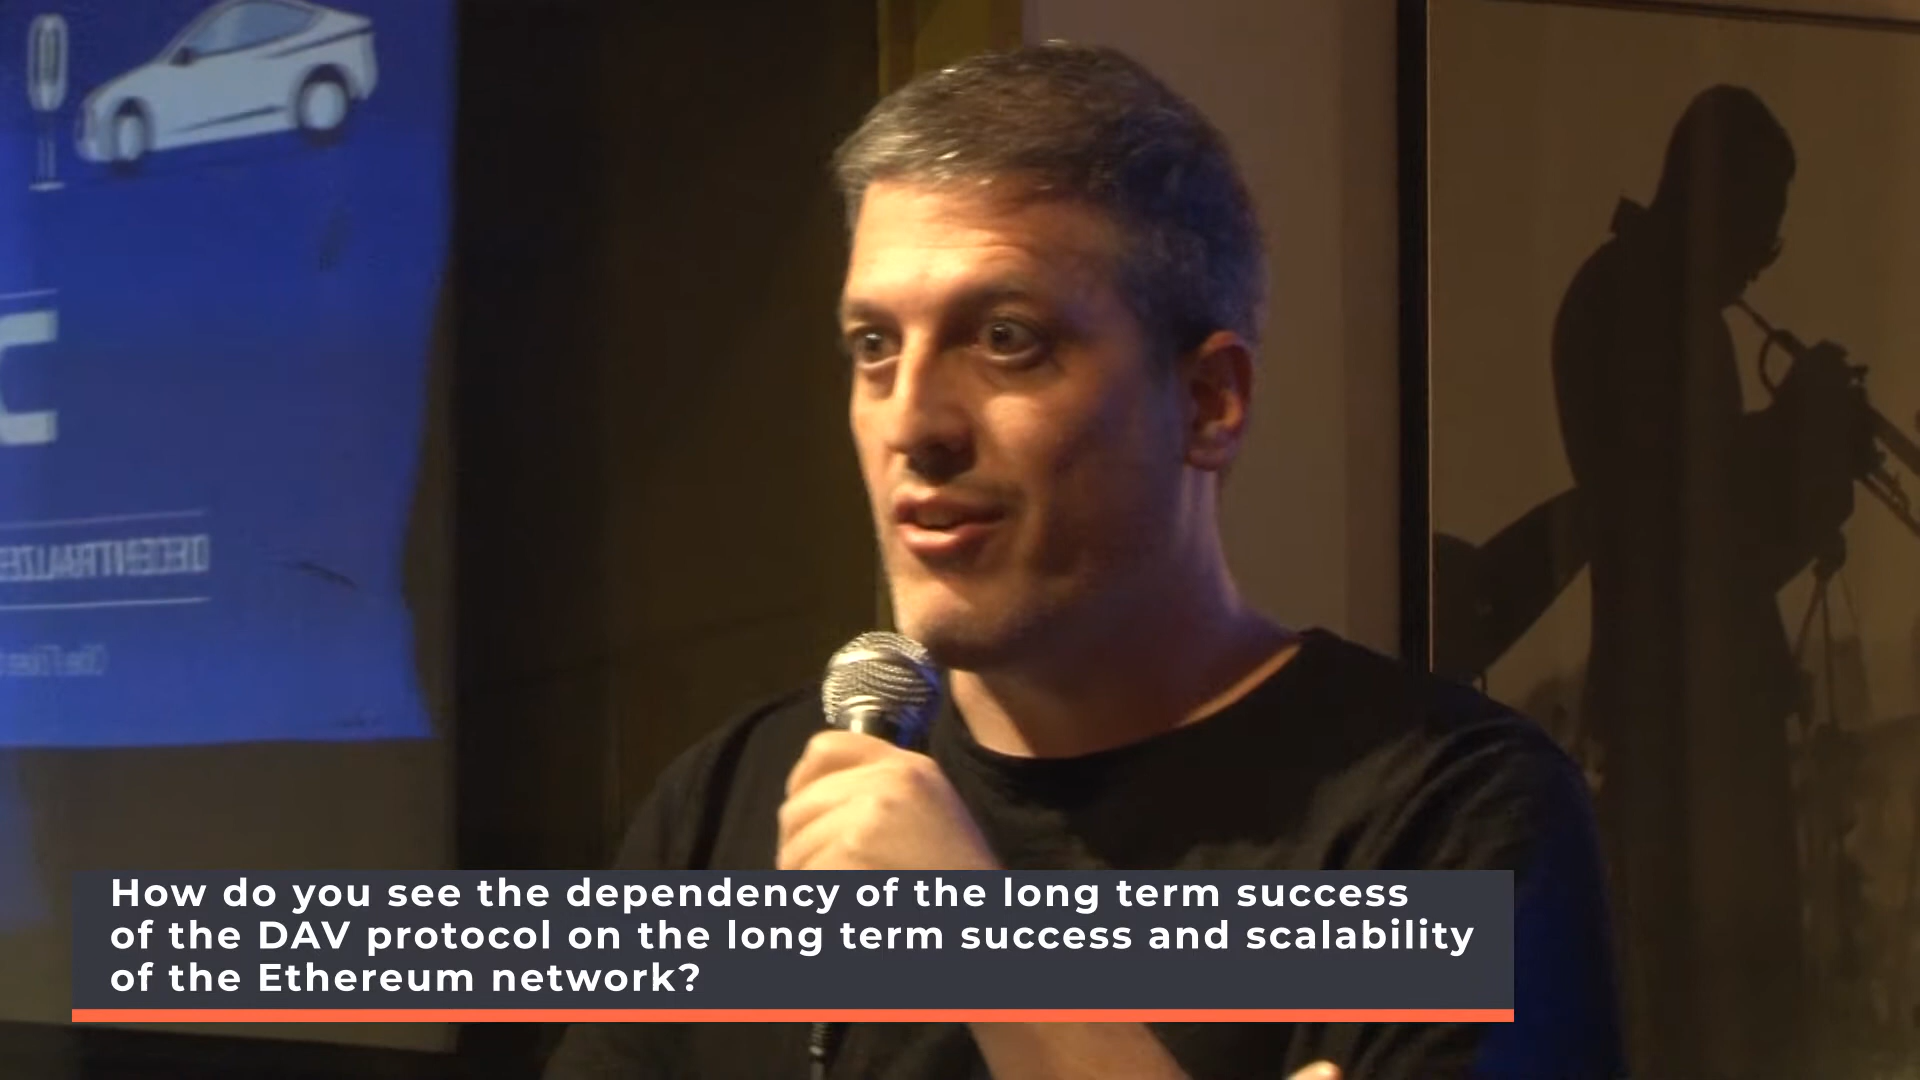 C
DECENTRALIZE
How do you see the dependency of the long term success
of the DAV protocol on the long term success and scalability
of the Ethereum network?